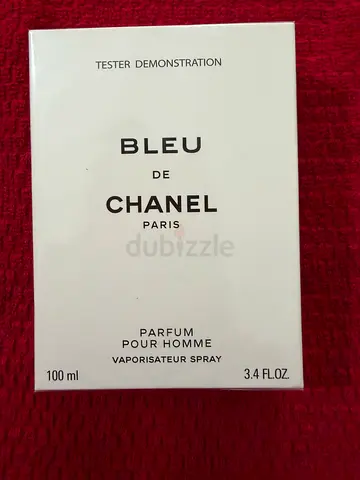 TESTER DEMONSTRATION
BLEU
DE
CHANEL
PARIS
dubizzle
PARFUM
POUR HOMME
VAPORISATEUR SPRAY
100 ml 3.4 FL.OZ.